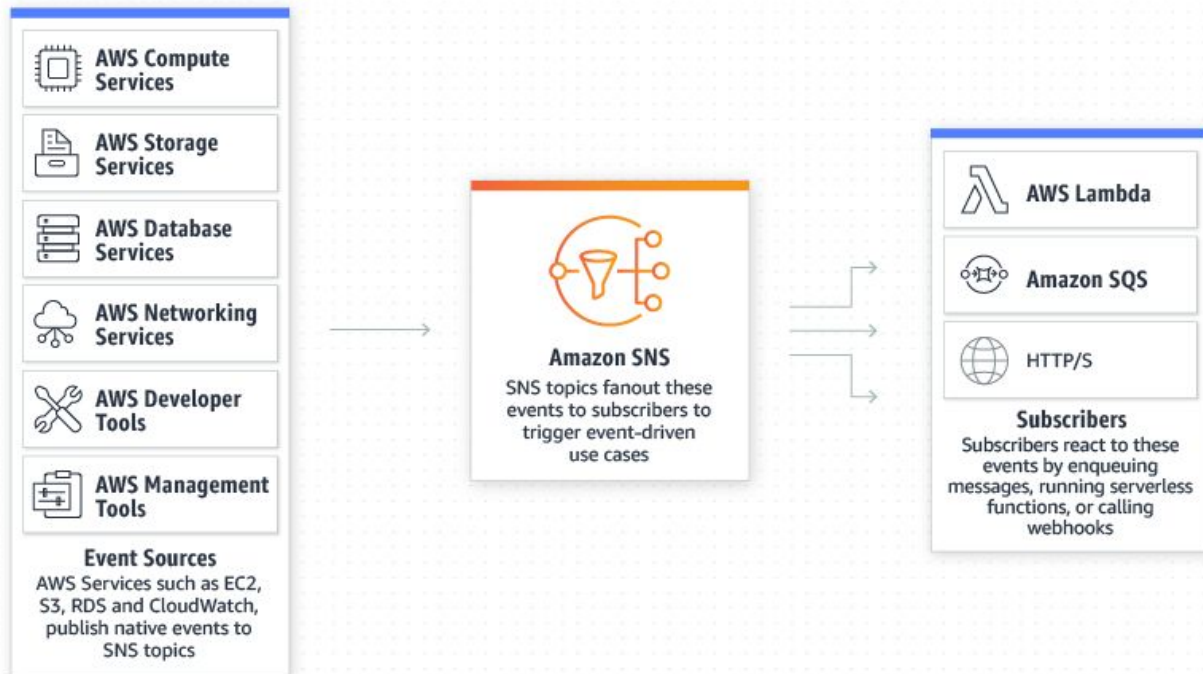 AWS Compute
Services
AWS Storage
Services
AWS Database
Services
AWS Networking
Services
AWS Developer
Tools
AWS Management
Tools
Event Sources
AWS Services such as EC2,
S3, RDS and CloudWatch,
publish native events to
SNS topics
Amazon SNS
SNS topics fanout these
events to subscribers to
trigger event-driven
use cases
AWS Lambda
Amazon SQS
HTTP/S
Subscribers
Subscribers react to these
events by enqueuing
messages, running serverless
functions, or calling
webhooks